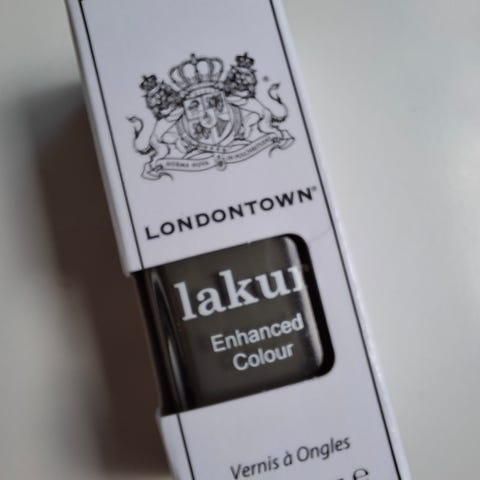 LONDONTOWN®
lakur
Enhanced
Colour
Vernis à Ongles